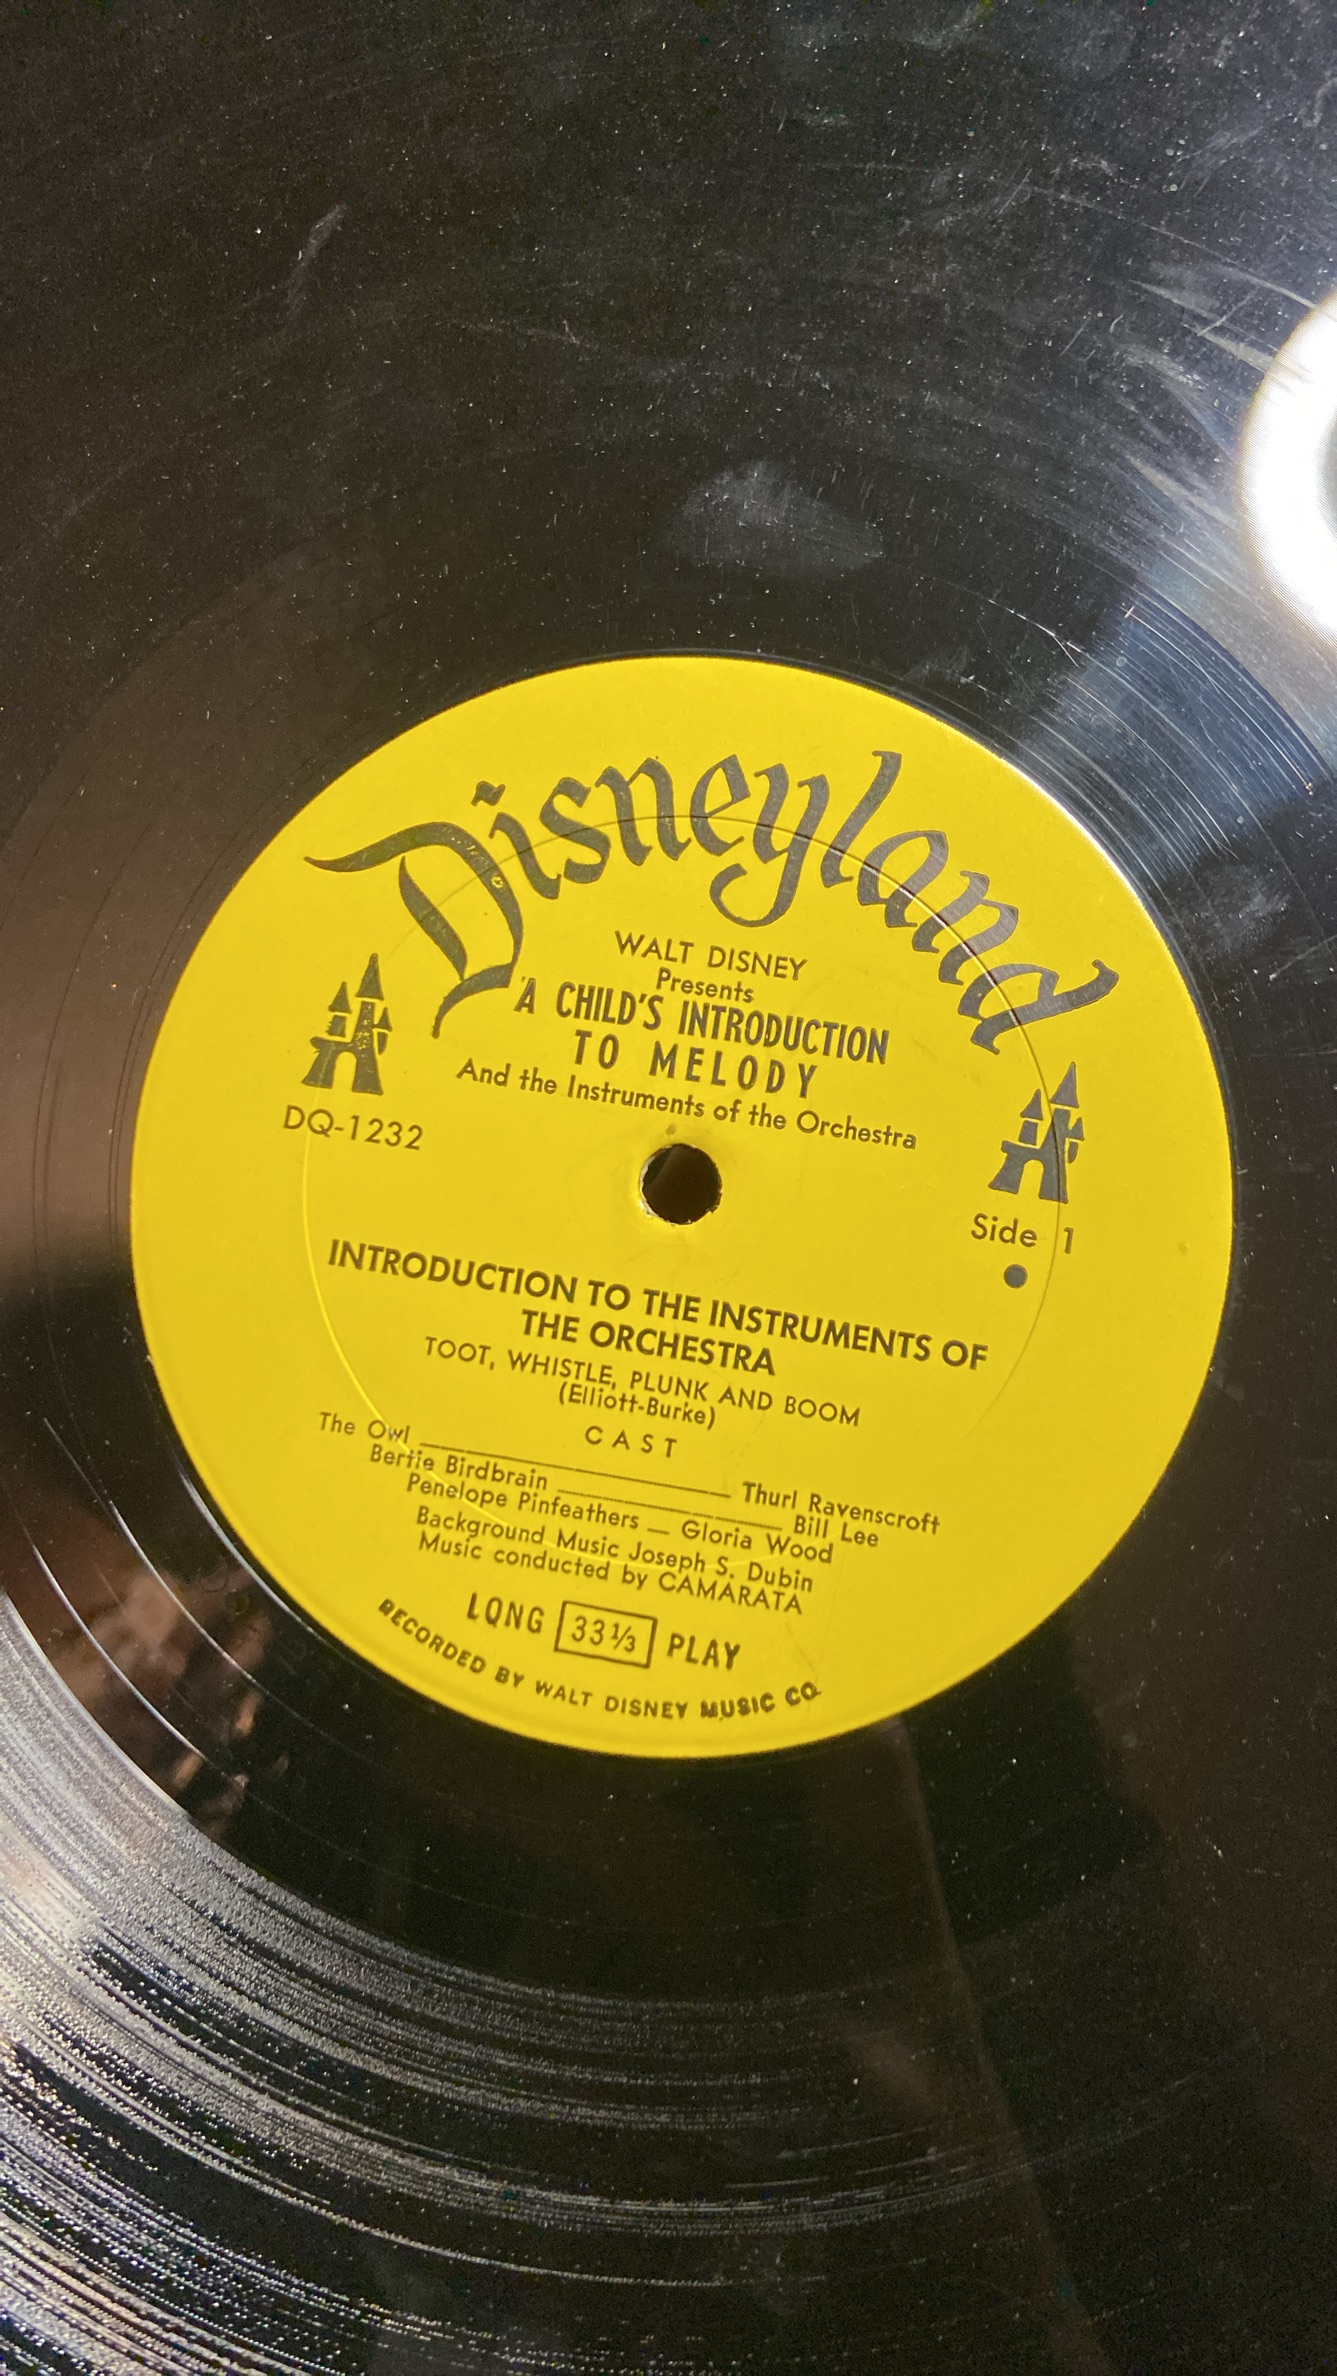 Disneyland
WALT DISNEY
Presents
A CHILD'S INTRODUCTION
TO MELODY
And the Instruments of the Orchestra
DQ-1232
Side 1
INTRODUCTION TO THE INSTRUMENTS OF
THE ORCHESTRA
TOOT, WHISTLE, PLUNK AND BOOM
(Elliott-Burke)
CAST
The Owl ___ Thurl Ravenscroft
Bertie Birdbrain ___ Bill Lee
Penelope Pinfeathers _ Gloria Wood
Background Music Joseph S. Dubin
Music conducted by CAMARATA
LONG 33⅓ PLAY
RECORDED BY WALT DISNEY MUSIC CO.